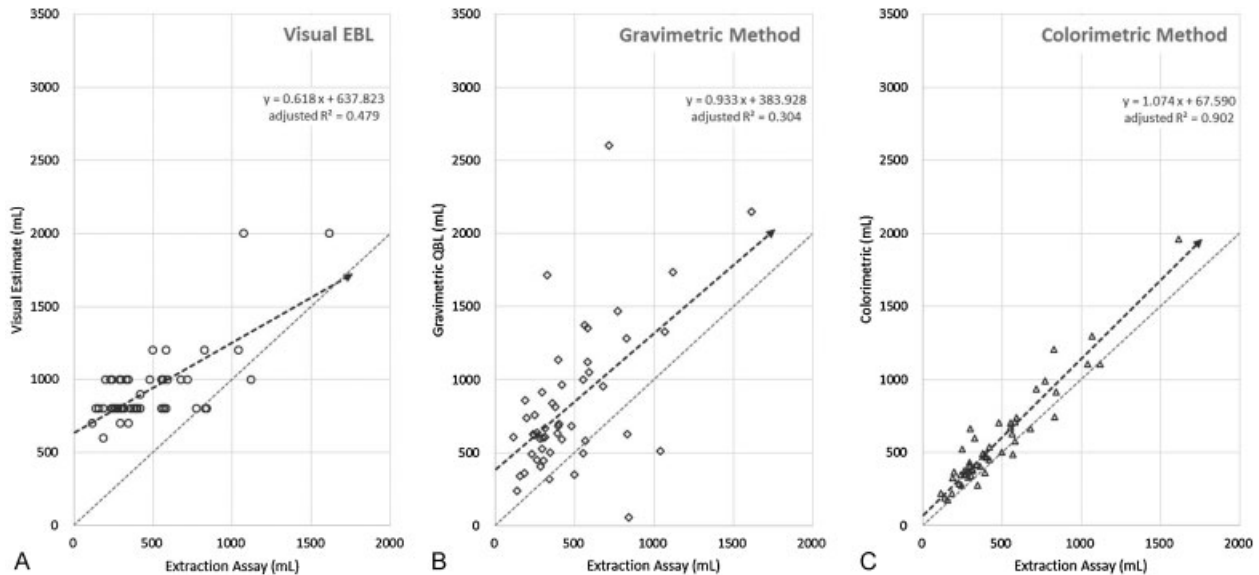 Visual EBL
y = 0.618 x + 637.823
adjusted R² = 0.479
3500
3000
2500
2000
1500
1000
500
0
Visual Estimate (mL)
0 500 1000 1500 2000
Extraction Assay (mL)
A
Gravimetric Method
y = 0.933 x + 383.928
adjusted R² = 0.304
3500
3000
2500
2000
1500
1000
500
0
Gravimetric QBL (mL)
0 500 1000 1500 2000
Extraction Assay (mL)
B
Colorimetric Method
y = 1.074 x + 67.590
adjusted R² = 0.902
3500
3000
2500
2000
1500
1000
500
0
Colorimetric (mL)
0 500 1000 1500 2000
Extraction Assay (mL)
C